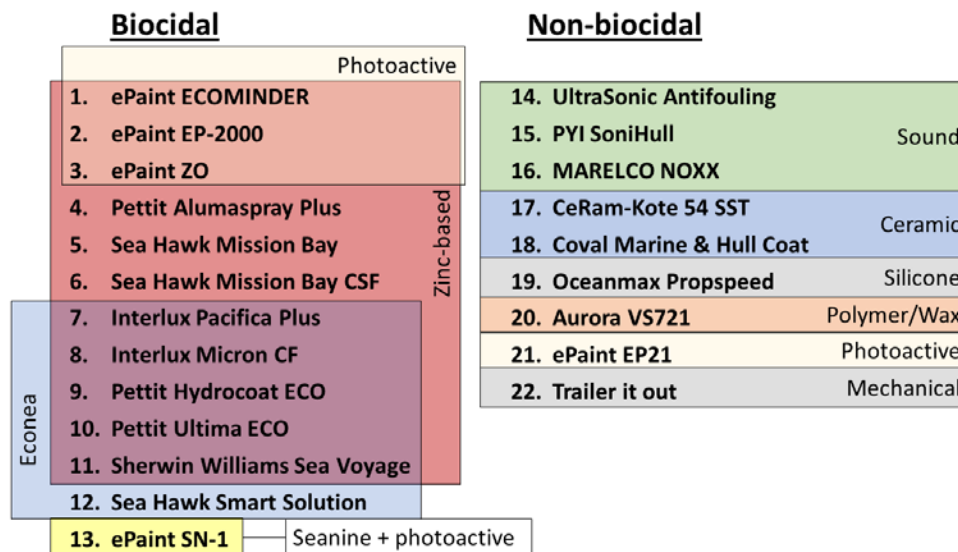 Biocidal
Photoactive
1. ePaint ECOMINDER
2. ePaint EP-2000
3. ePaint ZO
4. Pettit Alumaspray Plus
5. Sea Hawk Mission Bay
6. Sea Hawk Mission Bay CSF
Zinc-based
7. Interlux Pacifica Plus
8. Interlux Micron CF
9. Pettit Hydrocoat ECO
10. Pettit Ultima ECO
11. Sherwin Williams Sea Voyage
12. Sea Hawk Smart Solution
Econea
13. ePaint SN-1
Seanine + photoactive
Non-biocidal
14. UltraSonic Antifouling
15. PYI SoniHull
16. MARELCO NOXX
Sound
17. CeRam-Kote 54 SST
18. Coval Marine & Hull Coat
Ceramic
19. Oceanmax Propspeed
Silicone
20. Aurora VS721
Polymer/Wax
21. ePaint EP21
Photoactive
22. Trailer it out
Mechanical